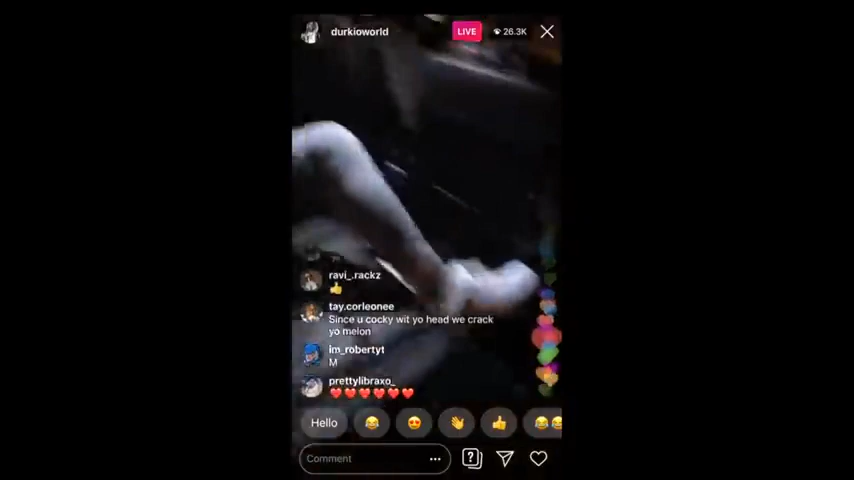 durkioworld
LIVE
26.3K
ravi_.rackz
tay.corleonee
Since u cocky wit yo head we crack
yo melon
im_robertyt
M
prettylibraxo_
Hello
Comment